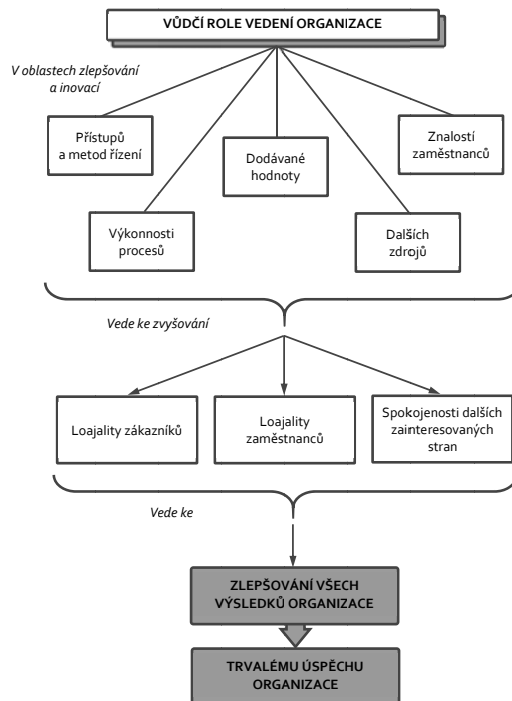 VŮDČÍ ROLE VEDENÍ ORGANIZACE
V oblastech zlepšování
a inovací
Přístupů
a metod řízení
Dodávané
hodnoty
Znalostí
zaměstnanců
Výkonnosti
procesů
Dalších
zdrojů
Vede ke zvyšování
Loajality zákazníků
Loajality
zaměstnanců
Spokojenosti dalších
zainteresovaných
stran
Vede ke
ZLEPŠOVÁNÍ VŠECH
VÝSLEDKŮ ORGANIZACE
TRVALÉMU ÚSPĚCHU
ORGANIZACE